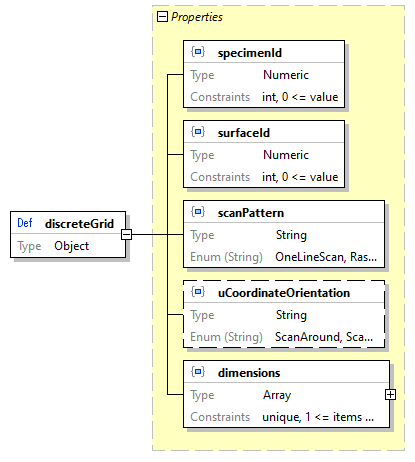 Properties
specimenId
Type Numeric
Constraints int, 0 <= value
surfaceId
Type Numeric
Constraints int, 0 <= value
Def discreteGrid
Type Object
scanPattern
Type String
Enum (String) OneLineScan, Ras...
uCoordinateOrientation
Type String
Enum (String) ScanAround, Sca...
dimensions
Type Array
Constraints unique, 1 <= items ...